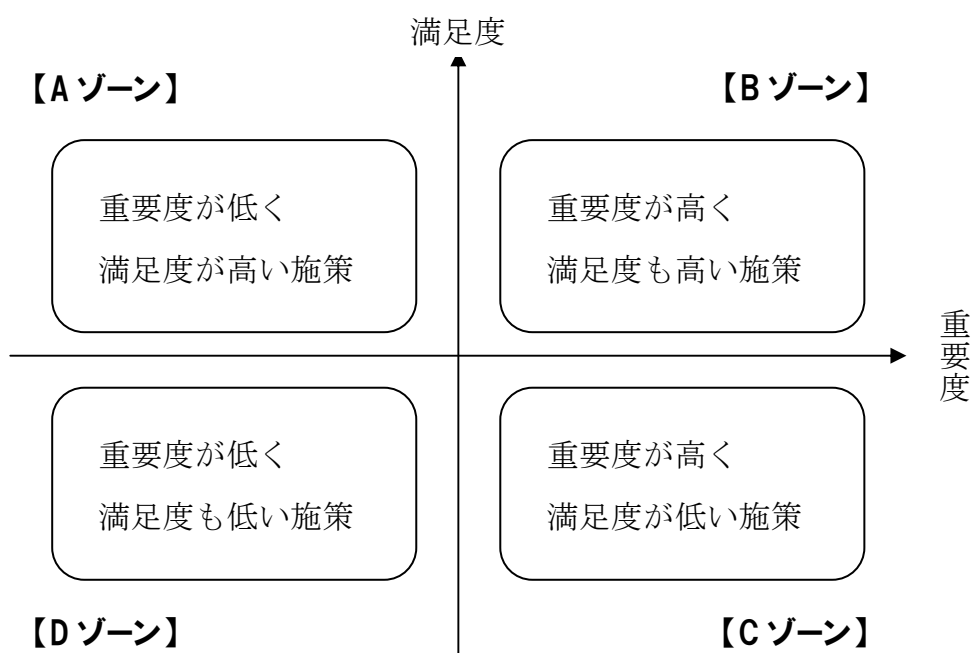 満足度
【Aゾーン】
【Bゾーン】
重要度が低く
満足度が高い施策
重要度が高く
満足度も高い施策
重要度
重要度が低く
満足度も低い施策
重要度が高く
満足度が低い施策
【Dゾーン】
【Cゾーン】